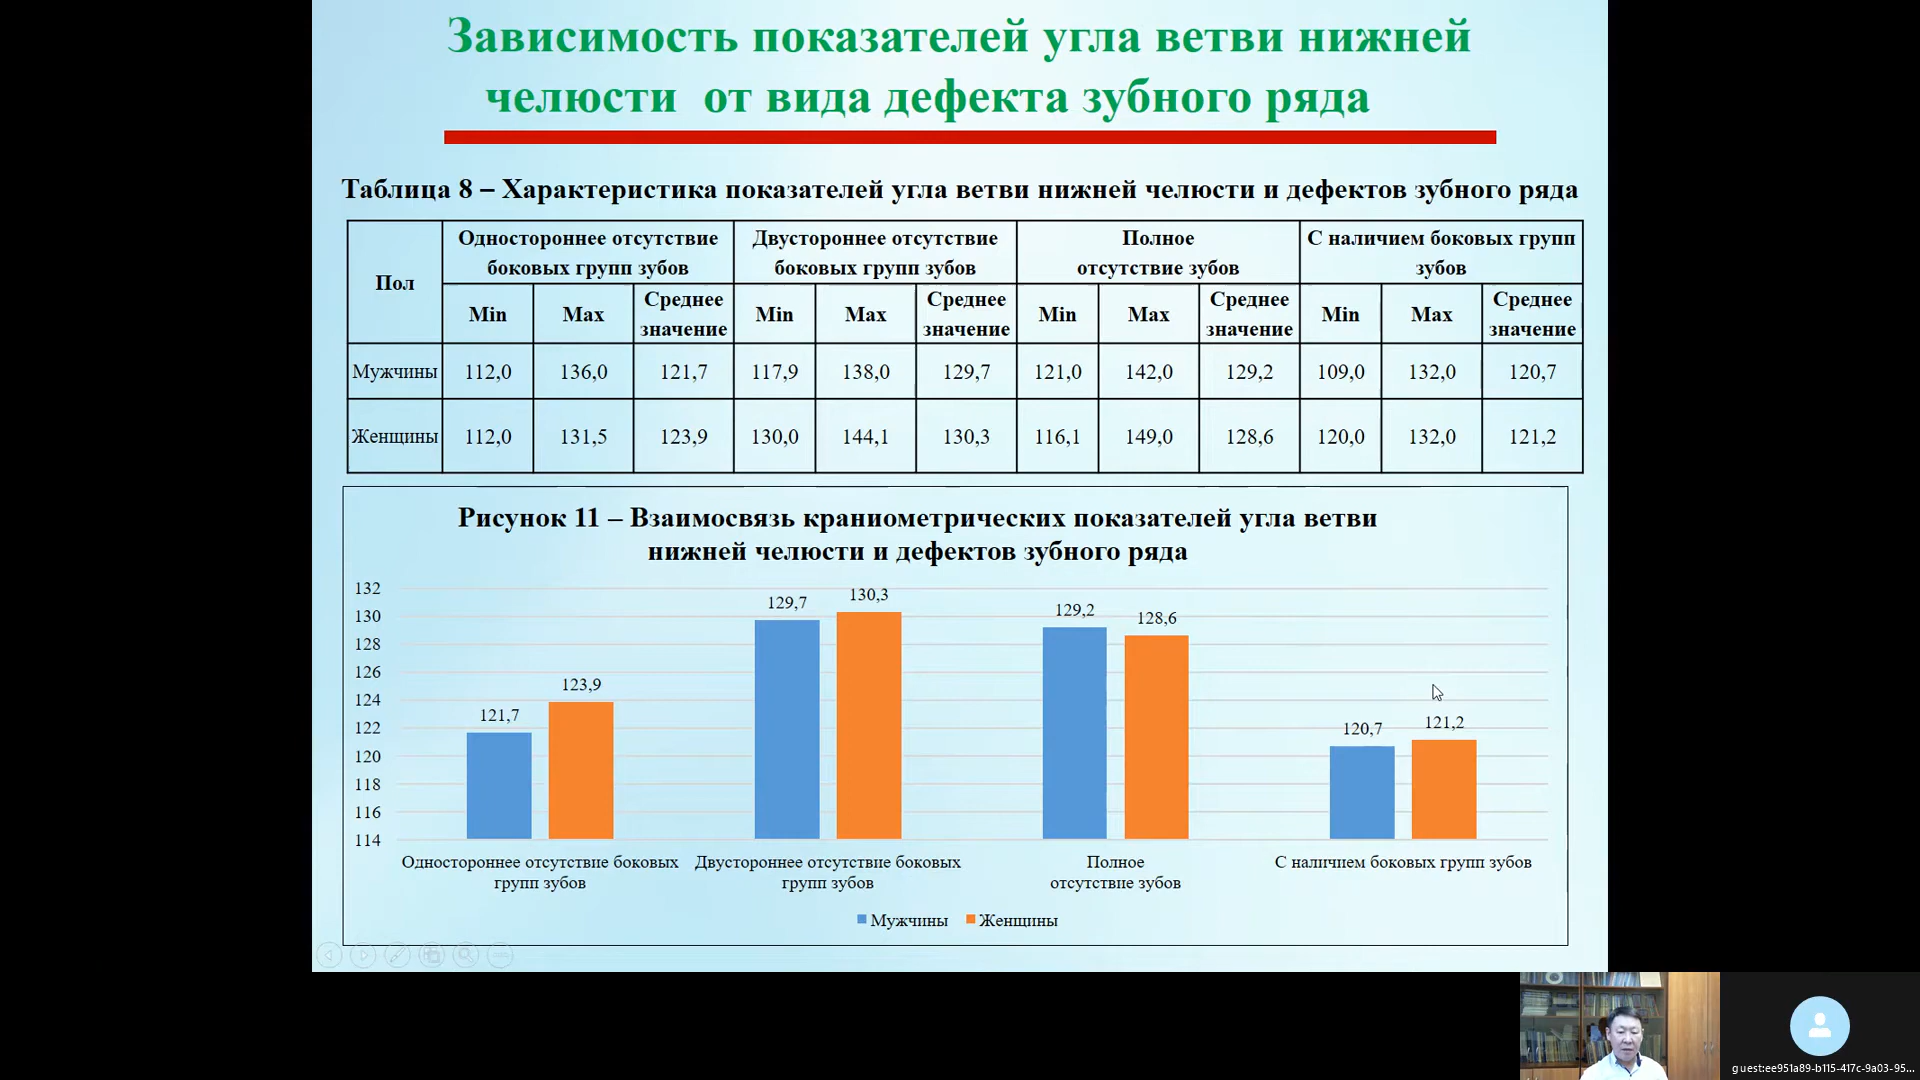 Зависимость показателей угла ветви нижней
челюсти от вида дефекта зубного ряда
Таблица 8 – Характеристика показателей угла ветви нижней челюсти и дефектов зубного ряда
Пол
Одностороннее отсутствие
боковых групп зубов
Двустороннее отсутствие
боковых групп зубов
Полное
отсутствие зубов
С наличием боковых групп
зубов
Min Max Среднее значение Min Max Среднее значение Min Max Среднее значение Min Max Среднее значение
Мужчины 112,0 136,0 121,7 117,9 138,0 129,7 121,0 142,0 129,2 109,0 132,0 120,7
Женщины 112,0 131,5 123,9 130,0 144,1 130,3 116,1 149,0 128,6 120,0 132,0 121,2
Рисунок 11 – Взаимосвязь краниометрических показателей угла ветви
нижней челюсти и дефектов зубного ряда
132
130
128
126
124
122
120
118
116
114
121,7
123,9
129,7
130,3
129,2
128,6
120,7
121,2
Одностороннее отсутствие боковых
групп зубов
Двустороннее отсутствие боковых
групп зубов
Полное
отсутствие зубов
С наличием боковых групп зубов
Мужчины Женщины
guest:ee951a89-b115-417c-9a03-95...